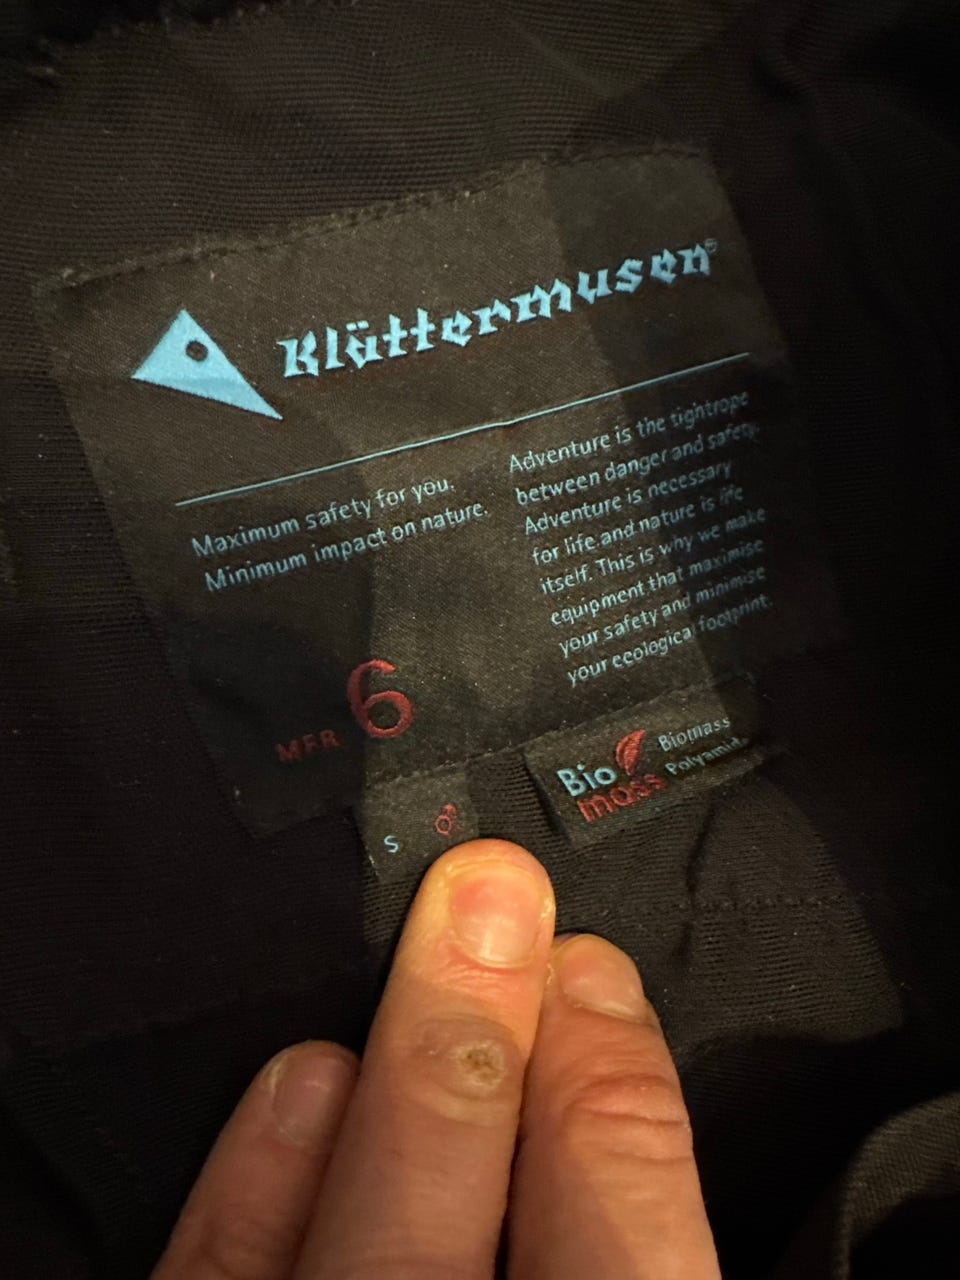 Klättermusen®
Maximum safety for you.
Minimum impact on nature.
Adventure is the tightrope
between danger and safety.
Adventure is necessary
for life and nature is life
itself. This is why we make
equipment that maximise
your safety and minimise
your ecological footprint.
MFR 6
S ♂
Bio
mass
Biomass
Polyamid.